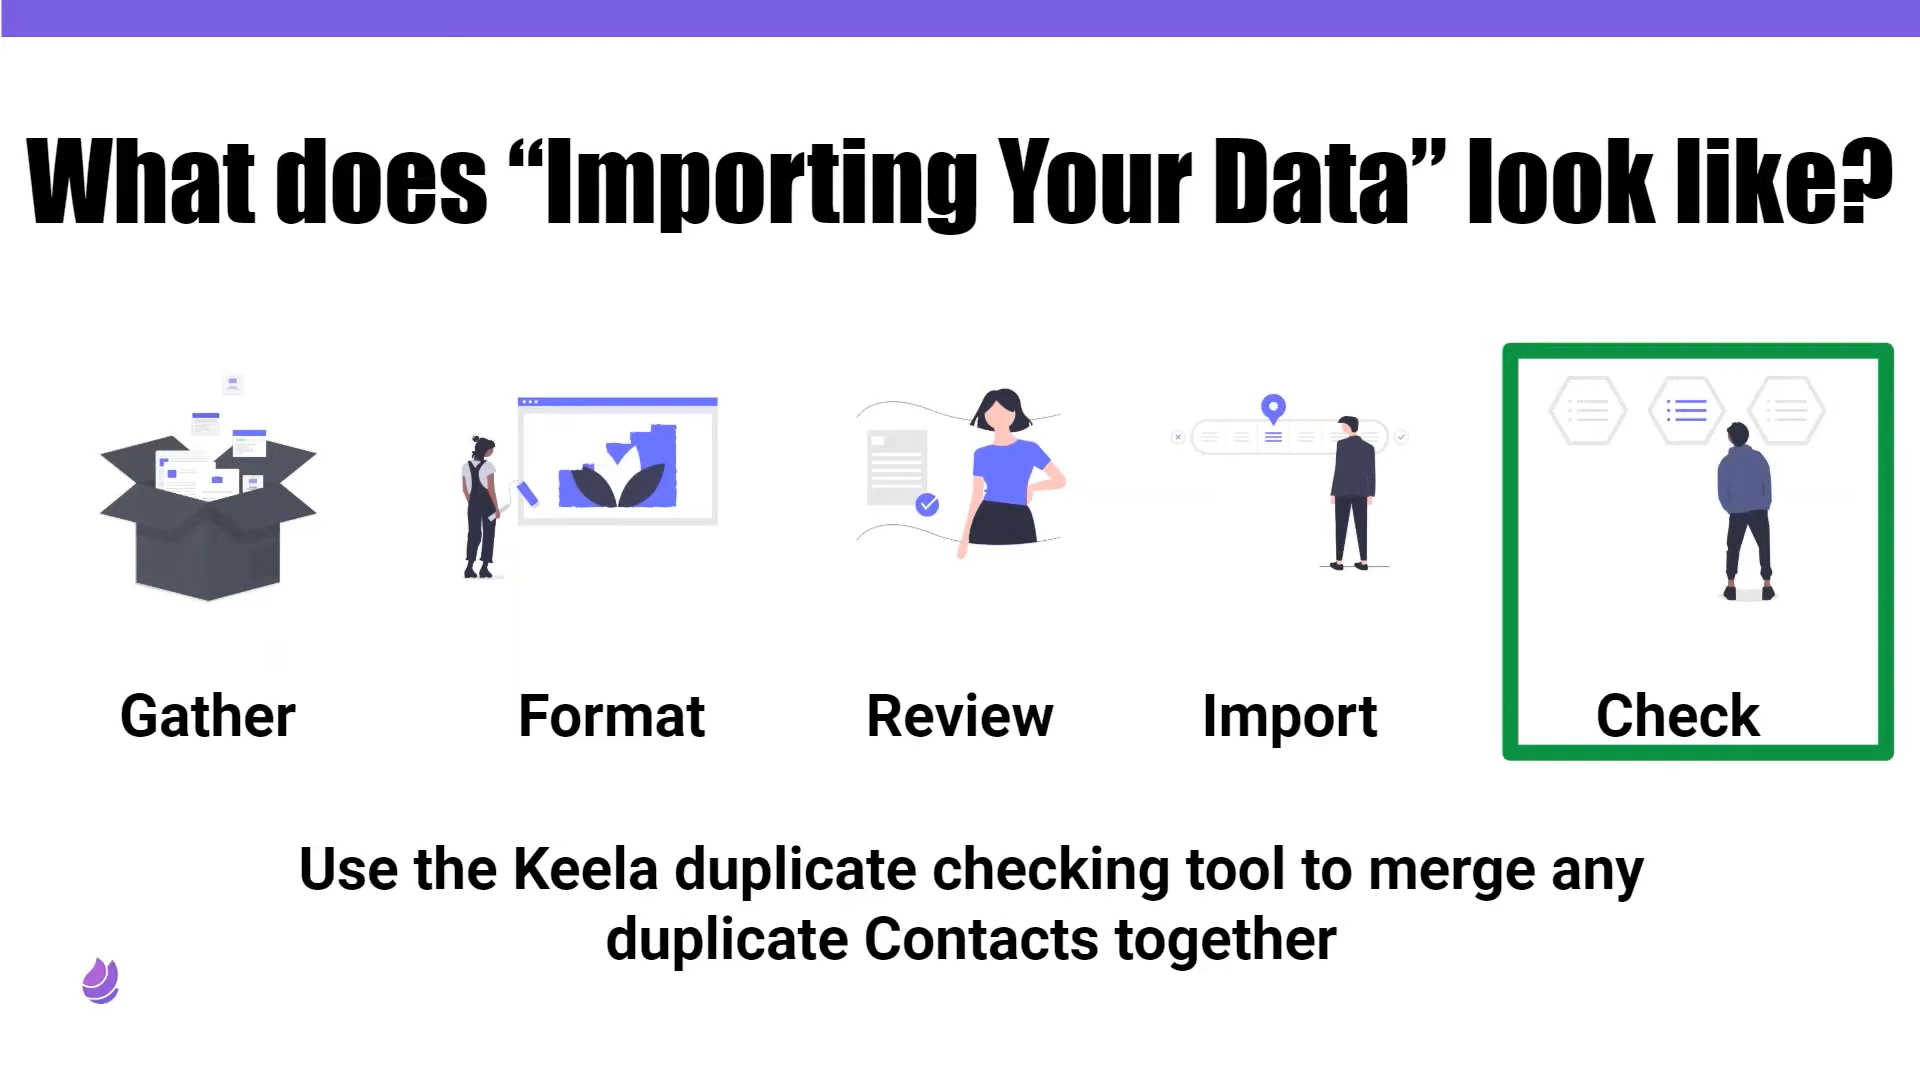 What does “Importing Your Data” look like?
Gather
Format
Review
Import
Check
Use the Keela duplicate checking tool to merge any
duplicate Contacts together